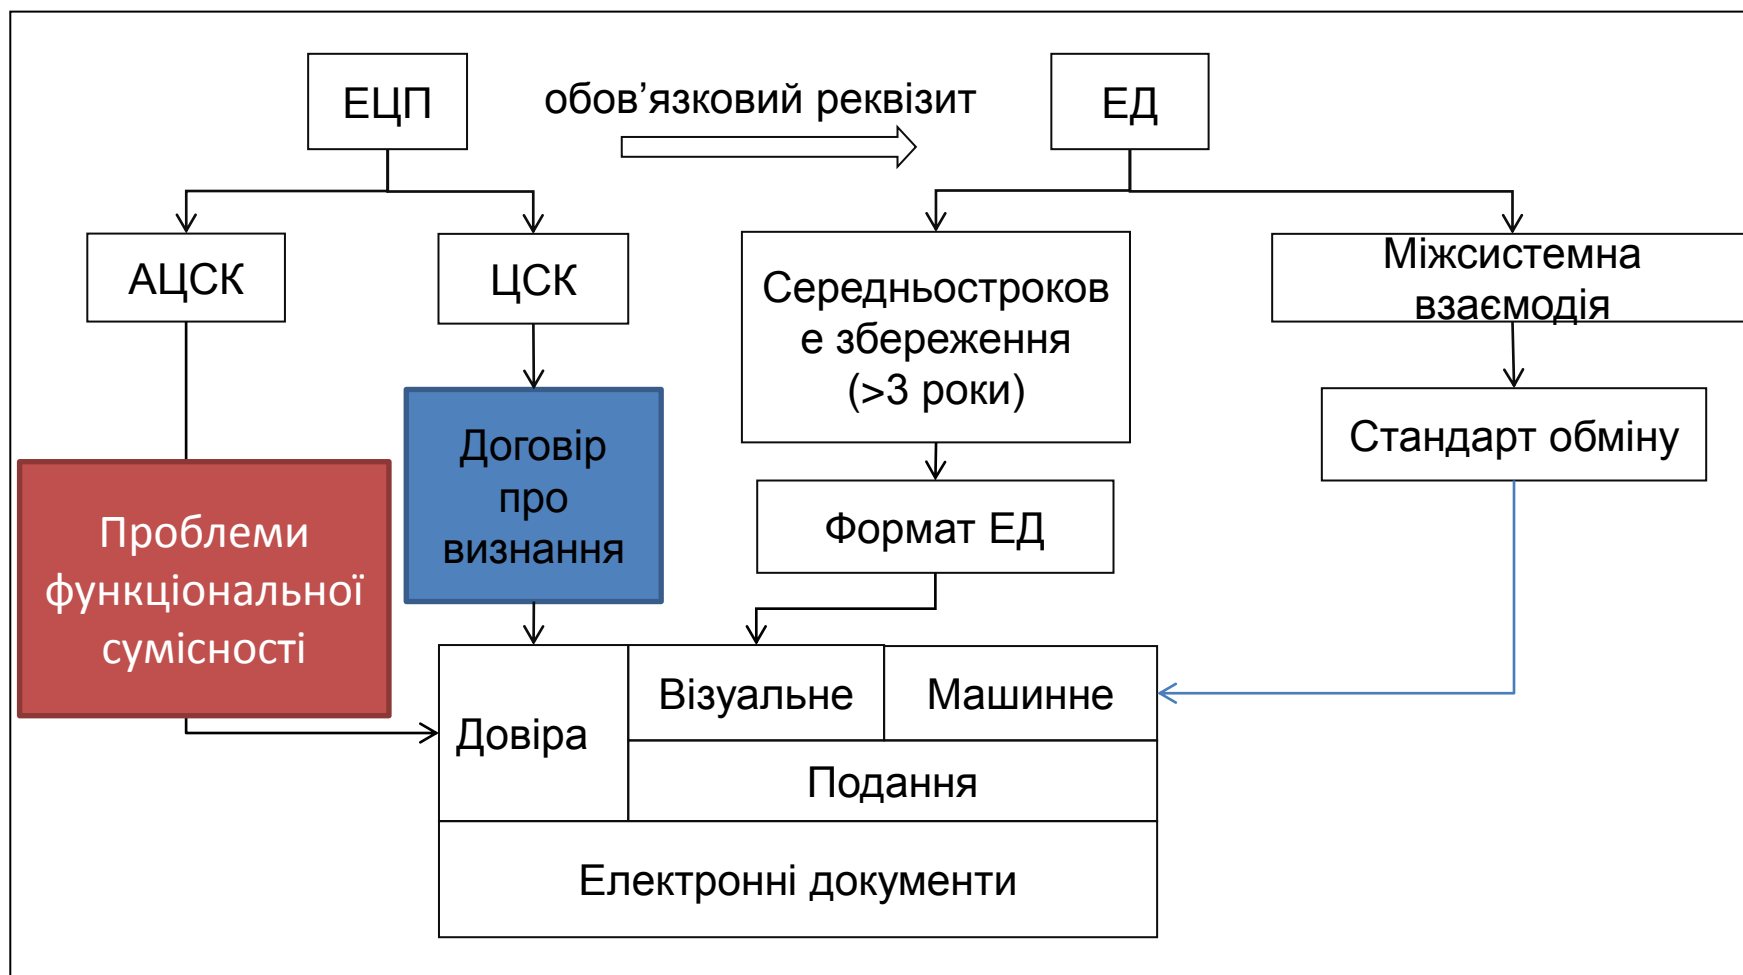 ЕЦП
обов’язковий реквізит
ЕД
АЦСК
ЦСК
Середньостроков
е збереження
(>3 роки)
Міжсистемна
взаємодія
Договір
про
визнання
Стандарт обміну
Проблеми
функціональної
сумісності
Формат ЕД
Довіра
Візуальне
Машинне
Подання
Електронні документи